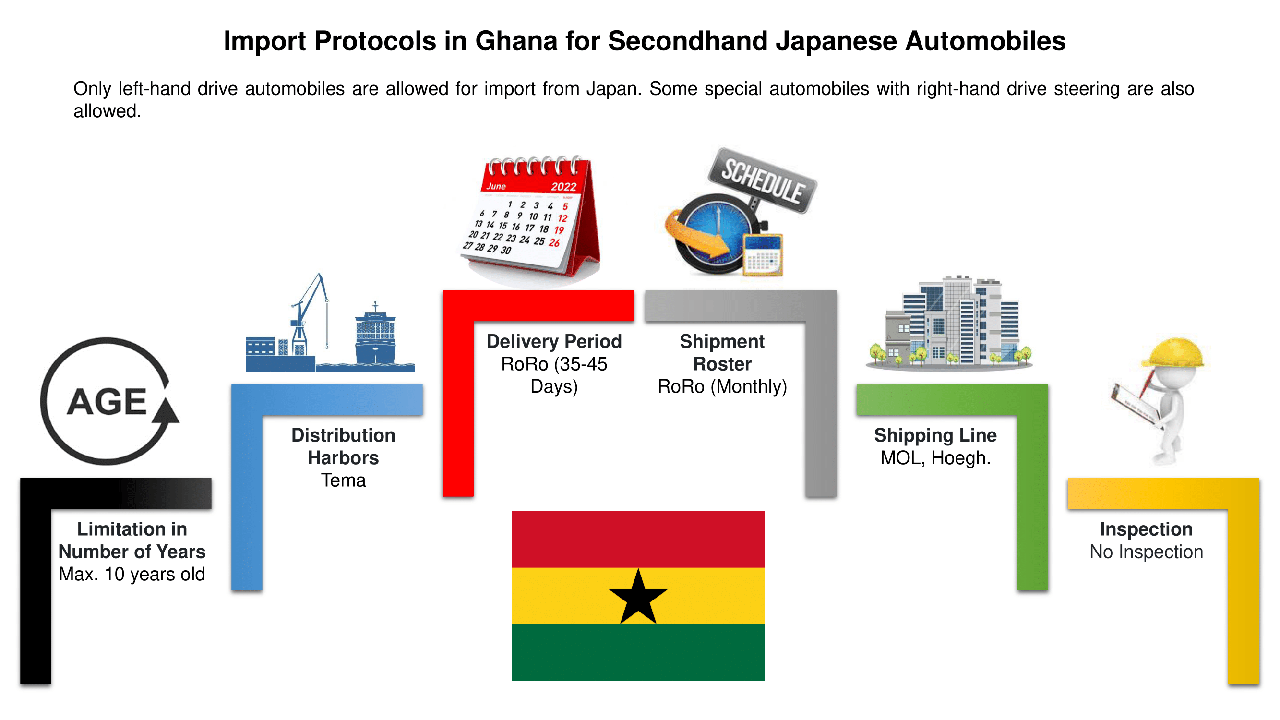 Import Protocols in Ghana for Secondhand Japanese Automobiles
Only left-hand drive automobiles are allowed for import from Japan. Some special automobiles with right-hand drive steering are also
allowed.
June 2022
1 2 3 4 5
6 7 8 9 10 11 12
13 14 15 16 17 18 19
20 21 22 23 24 25 26
27 28 29 30
SCHEDULE
AGE
Limitation in
Number of Years
Max. 10 years old
Distribution
Harbors
Tema
Delivery Period
RoRo (35-45
Days)
Shipment
Roster
RoRo (Monthly)
Shipping Line
MOL, Hoegh.
Inspection
No Inspection